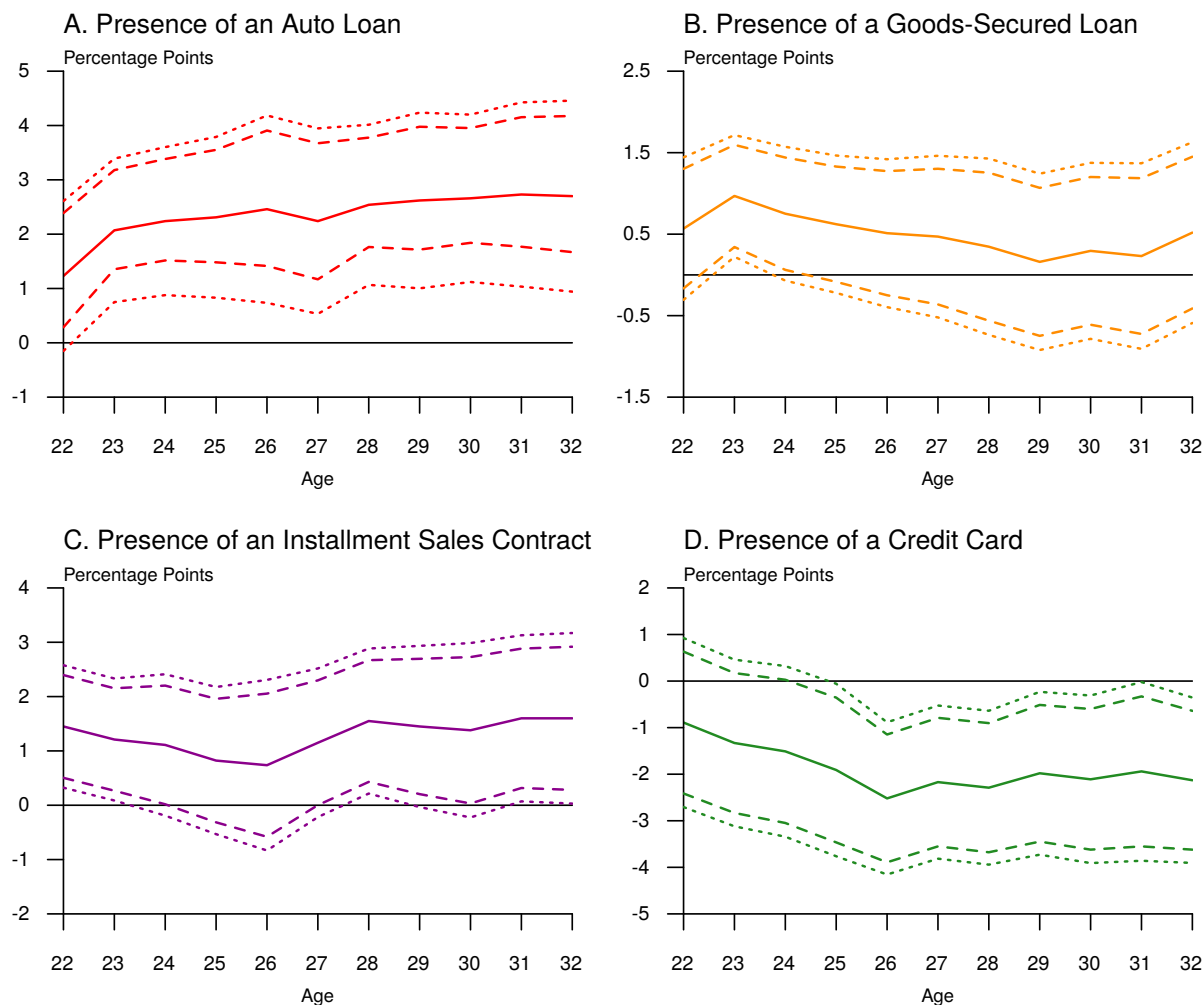 A. Presence of an Auto Loan
Percentage Points
5
4
3
2
1
0
-1
22 23 24 25 26 27 28 29 30 31 32
Age
B. Presence of a Goods-Secured Loan
Percentage Points
2.5
1.5
0.5
-0.5
-1.5
22 23 24 25 26 27 28 29 30 31 32
Age
C. Presence of an Installment Sales Contract
Percentage Points
4
3
2
1
0
-1
-2
22 23 24 25 26 27 28 29 30 31 32
Age
D. Presence of a Credit Card
Percentage Points
2
1
0
-1
-2
-3
-4
-5
22 23 24 25 26 27 28 29 30 31 32
Age